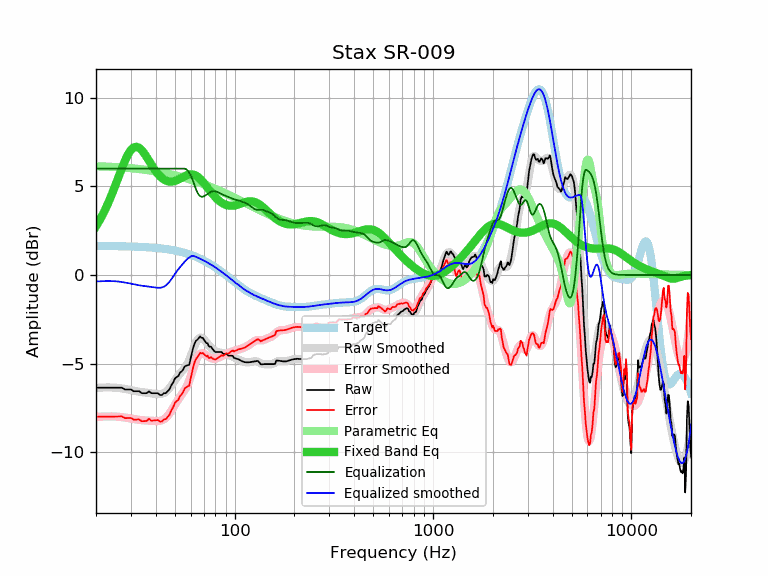 Stax SR-009
10
5
0
−5
−10
Amplitude (dBr)
Target
Raw Smoothed
Error Smoothed
Raw
Error
Parametric Eq
Fixed Band Eq
Equalization
Equalized smoothed
100 1000 10000
Frequency (Hz)